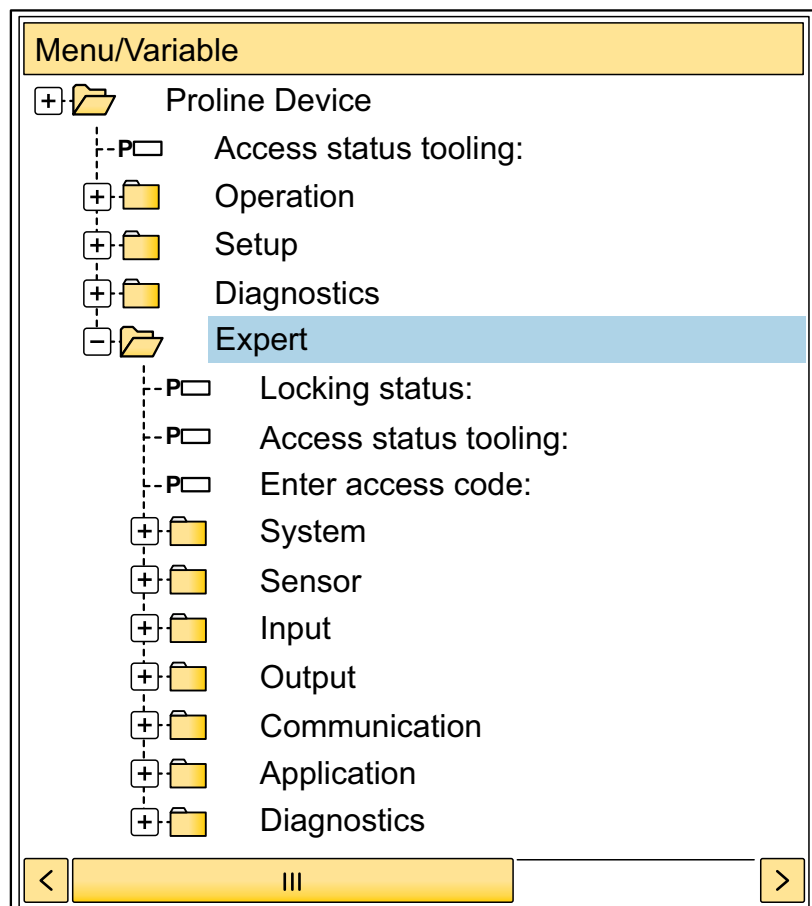 Menu/Variable
Proline Device
P Access status tooling:
Operation
Setup
Diagnostics
Expert
P Locking status:
P Access status tooling:
P Enter access code:
System
Sensor
Input
Output
Communication
Application
Diagnostics